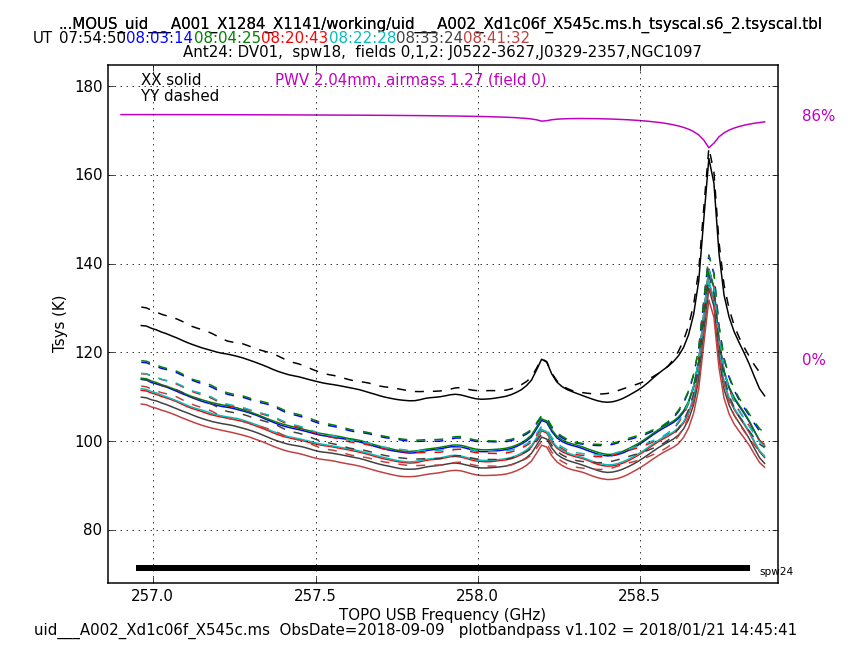 ...MOUS_uid___A001_X1284_X1141/working/uid___A002_Xd1c06f_X545c.ms.h_tsyscal.s6_2.tsyscal.tbl
UT 07:54:50 08:03:14 08:04:25 08:20:43 08:22:28 08:33:24 08:41:32
Ant24: DV01, spw18, fields 0,1,2: J0522-3627,J0329-2357,NGC1097
XX solid PWV 2.04mm, airmass 1.27 (field 0)
YY dashed
86%
0%
180
160
140
120
100
80
Tsys (K)
spw24
257.0 257.5 258.0 258.5
TOPO USB Frequency (GHz)
uid___A002_Xd1c06f_X545c.ms ObsDate=2018-09-09 plotbandpass v1.102 = 2018/01/21 14:45:41